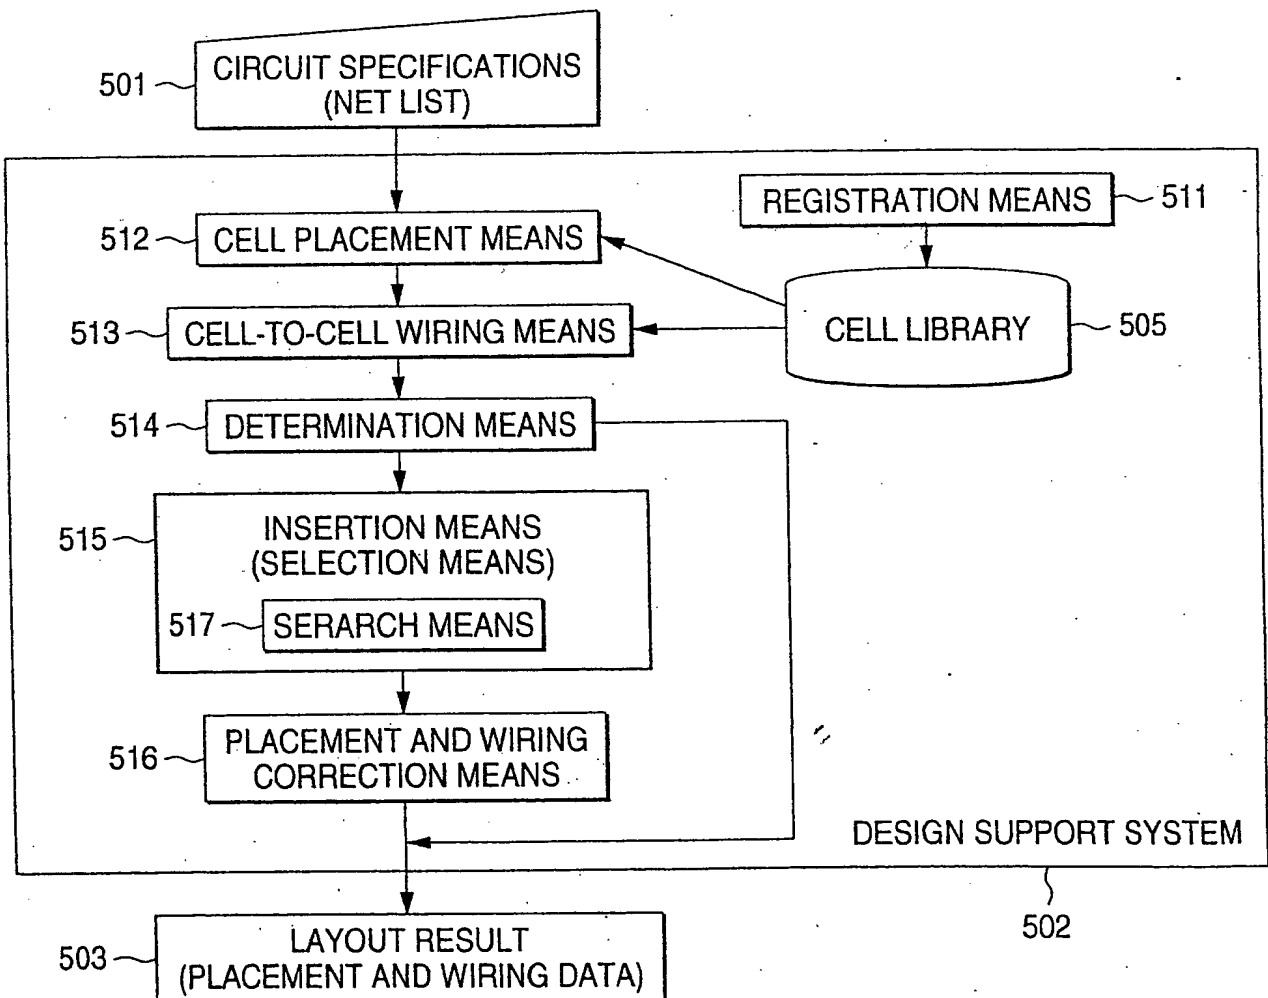 501
CIRCUIT SPECIFICATIONS
(NET LIST)
REGISTRATION MEANS
511
512
CELL PLACEMENT MEANS
513
CELL-TO-CELL WIRING MEANS
CELL LIBRARY
505
514
DETERMINATION MEANS
515
INSERTION MEANS
(SELECTION MEANS)
517
SERARCH MEANS
516
PLACEMENT AND WIRING
CORRECTION MEANS
DESIGN SUPPORT SYSTEM
502
503
LAYOUT RESULT
(PLACEMENT AND WIRING DATA)